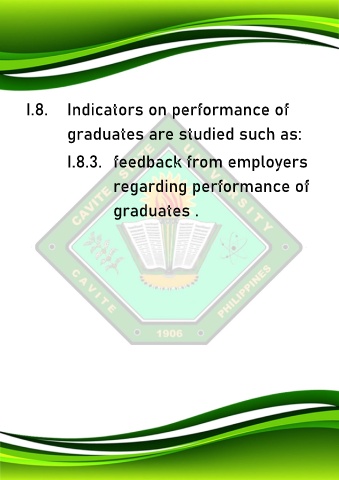 I.8. Indicators on performance of
graduates are studied such as:
I.8.3. feedback from employers
regarding performance of
graduates .
CAVITE STATE UNIVERSITY
CAVITE
1906
PHILIPPINES